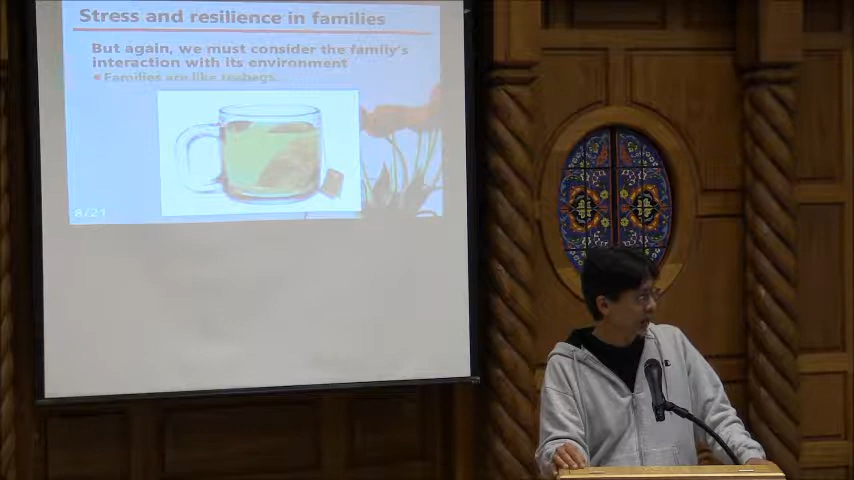 Stress and resilience in families
But again, we must consider the family's
interaction with its environment
Families are like teabags
8/21